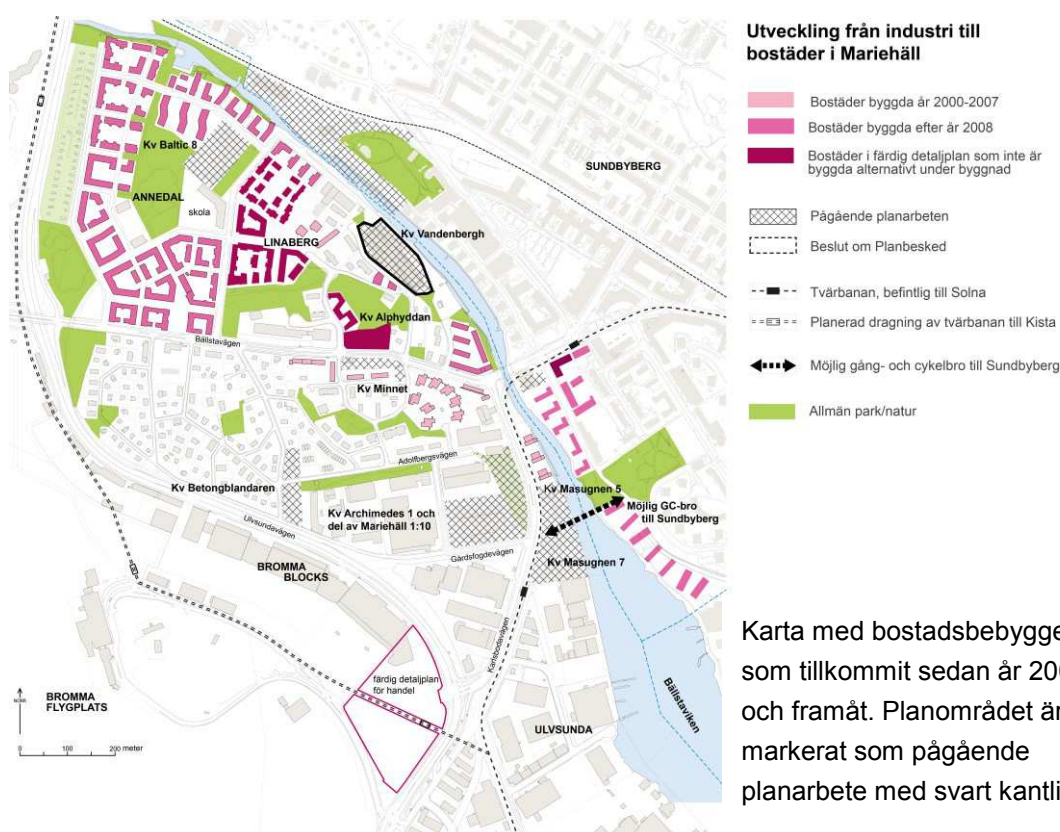 Utveckling från industri till
bostäder i Mariehäll
Bostäder byggda år 2000-2007
Bostäder byggda efter år 2008
Bostäder i färdig detaljplan som inte är
byggda alternativt under byggnad
Pågående planarbeten
Beslut om Planbesked
Tvärbanan, befintlig till Solna
Planerad dragning av tvärbanan till Kista
Möjlig gång- och cykelbro till Sundbyberg
Allmän park/natur
Kv Baltic 8
SUNDBYBERG
ANNEDAL
skola
LINABERG
Kv Vandenbergh
Kv Alphyddan
Bällstavägen
Kv Minnet
Adolfbergsvägen
Kv Betongblandaren
Kv Masugnen 5
Möjlig GC-bro
till Sundbyberg
Kv Archimedes 1 och
del av Mariehäll 1:10
Ulvsundavägen
Gårdsfogdevägen
BROMMA
BLOCKS
Kv Masugnen 7
Karlsbodavägen
färdig detaljplan
för handel
Bällstaviken
BROMMA
FLYGPLATS
ULVSUNDA
0 100 200 meter
Karta med bostadsbebygge
som tillkommit sedan år 20
och framåt. Planområdet är
markerat som pågående
planarbete med svart kantli